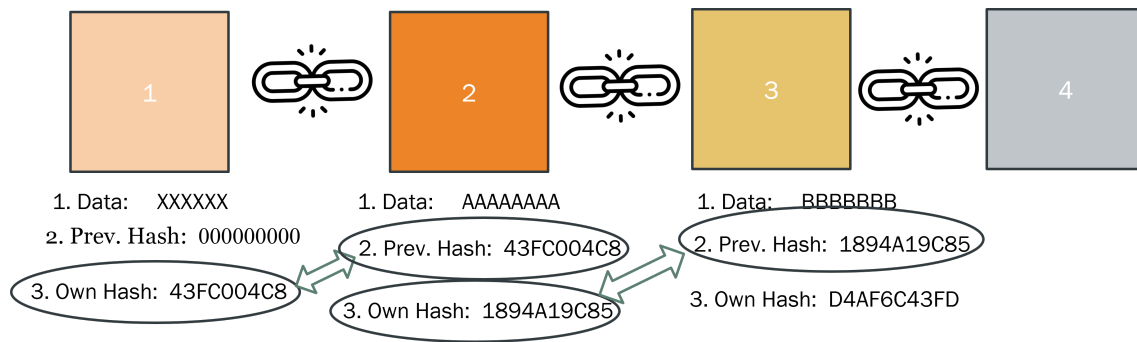 1
2
3
4
1. Data: XXXXXX
2. Prev. Hash: 000000000
3. Own Hash: 43FC004C8
1. Data: AAAAAAAA
2. Prev. Hash: 43FC004C8
3. Own Hash: 1894A19C85
1. Data: BBBBBBB
2. Prev. Hash: 1894A19C85
3. Own Hash: D4AF6C43FD